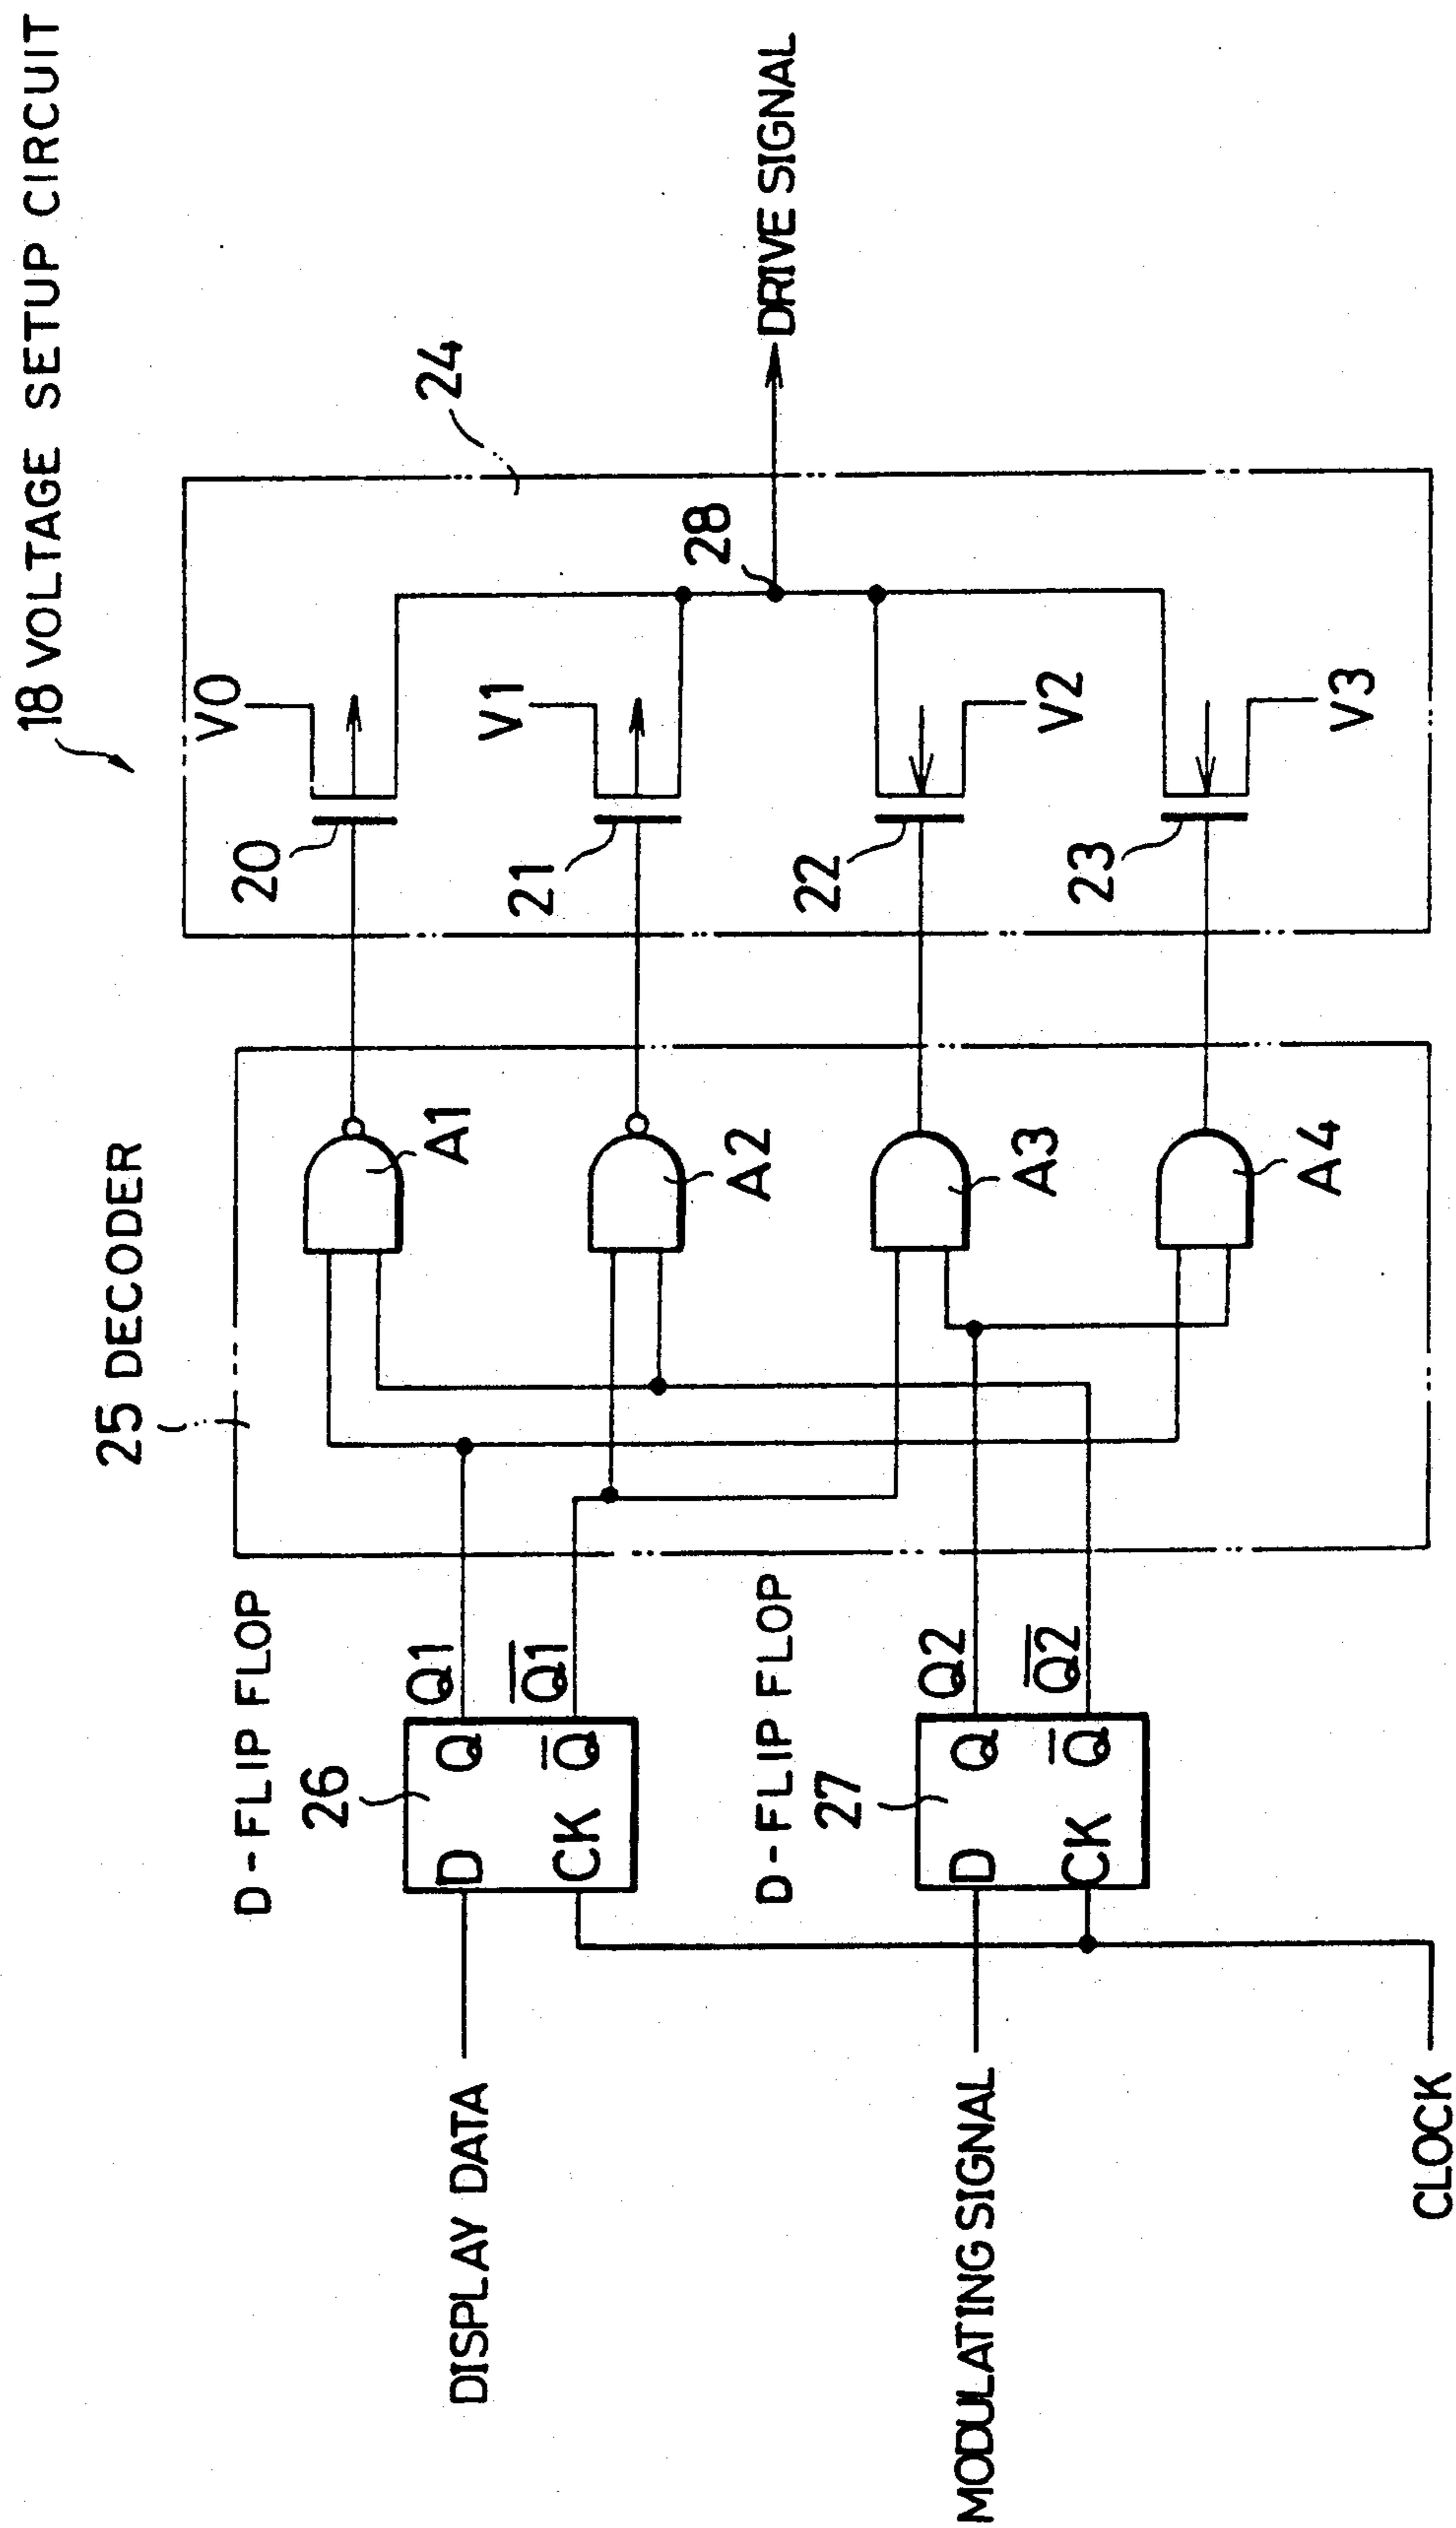 18 VOLTAGE SETUP CIRCUIT
25 DECODER
24
V0
20
A1
V1
21
A2
28
DRIVE SIGNAL
22
V2
A3
23
V3
A4
D-FLIP FLOP
26
D Q
CK Q̅
Q1
Q̅1
D-FLIP FLOP
27
D Q
CK Q̅
Q2
Q̅2
DISPLAY DATA
MODULATING SIGNAL
CLOCK